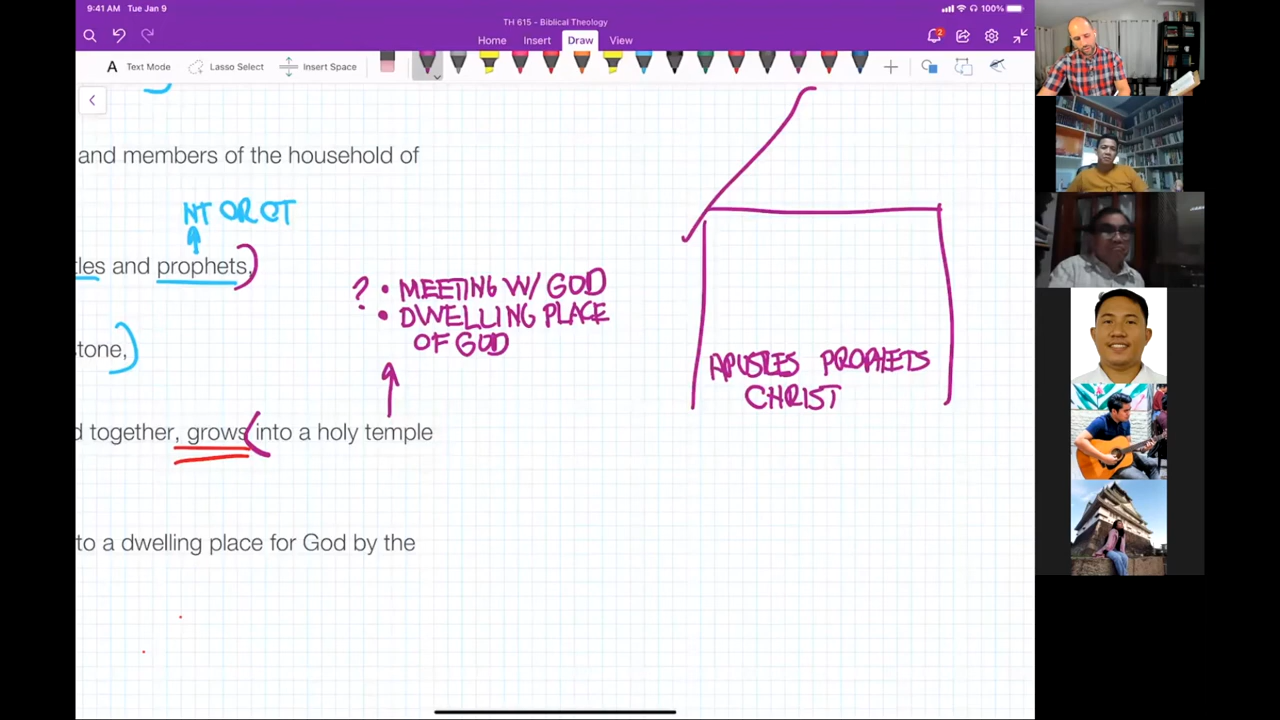 9:41 AM Tue Jan 9
100%
TH 615 - Biblical Theology
Home Insert Draw View
2
Text Mode Lasso Select Insert Space
and members of the household of
NT OR OT
tles and prophets,)
? • MEETING W/ GOD
• DWELLING PLACE
OF GOD
stone,)
APOSTLES PROPHETS
CHRIST
d together, grows (into a holy temple
to a dwelling place for God by the